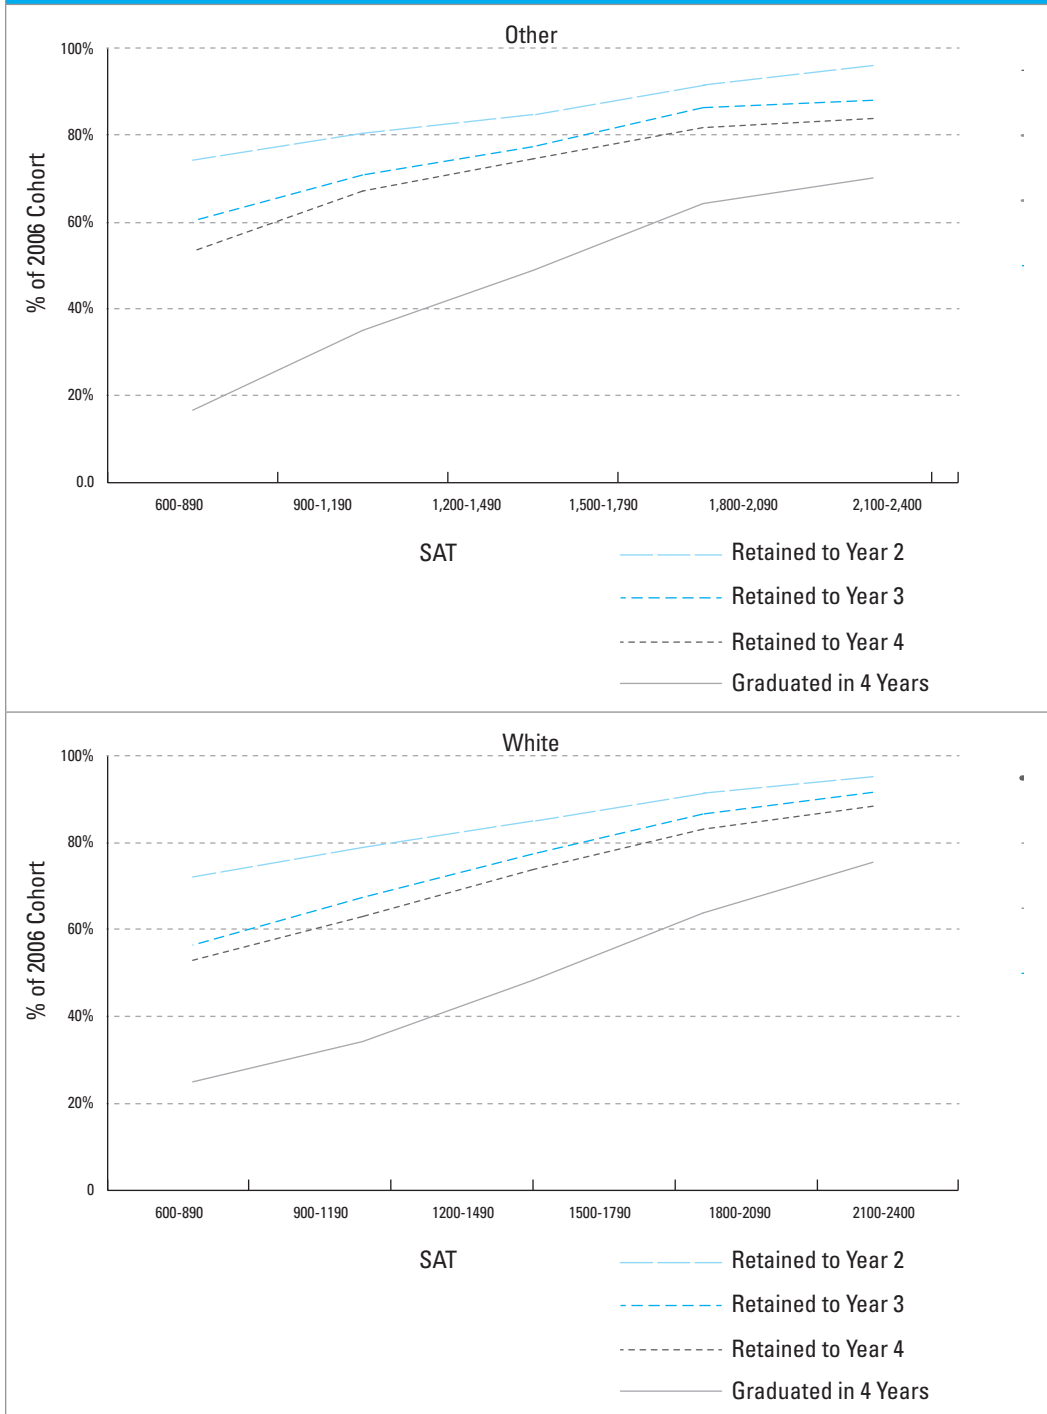 Other
100%
80%
60%
40%
20%
0.0
% of 2006 Cohort
600-890 900-1,190 1,200-1,490 1,500-1,790 1,800-2,090 2,100-2,400
SAT
Retained to Year 2
Retained to Year 3
Retained to Year 4
Graduated in 4 Years
White
100%
80%
60%
40%
20%
0
% of 2006 Cohort
600-890 900-1190 1200-1490 1500-1790 1800-2090 2100-2400
SAT
Retained to Year 2
Retained to Year 3
Retained to Year 4
Graduated in 4 Years